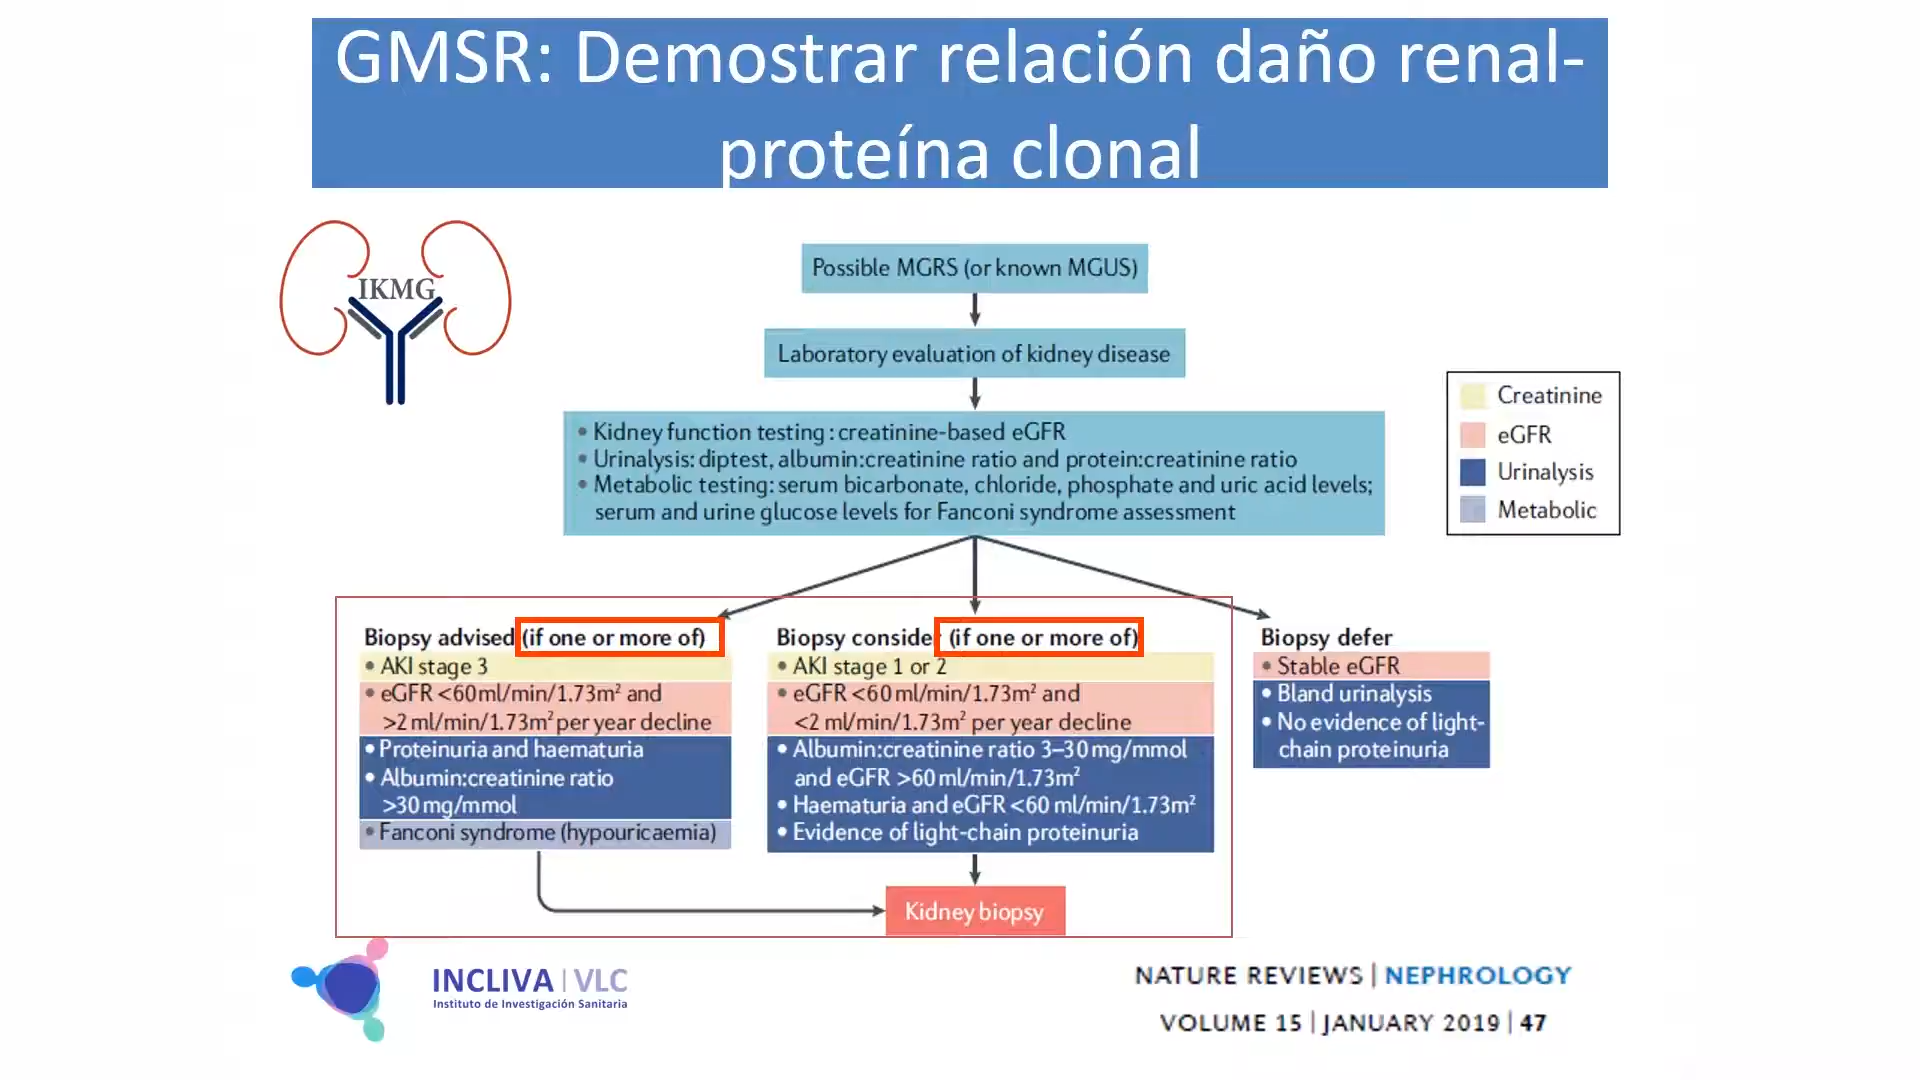 GMSR: Demostrar relación daño renal-
proteína clonal
IKMG
Possible MGRS (or known MGUS)
Laboratory evaluation of kidney disease
• Kidney function testing: creatinine-based eGFR
• Urinalysis: diptest, albumin:creatinine ratio and protein:creatinine ratio
• Metabolic testing: serum bicarbonate, chloride, phosphate and uric acid levels;
serum and urine glucose levels for Fanconi syndrome assessment
Creatinine
eGFR
Urinalysis
Metabolic
Biopsy advised (if one or more of)
• AKI stage 3
• eGFR <60 ml/min/1.73m² and
>2 ml/min/1.73m² per year decline
• Proteinuria and haematuria
• Albumin:creatinine ratio
>30 mg/mmol
• Fanconi syndrome (hypouricaemia)
Biopsy conside (if one or more of)
• AKI stage 1 or 2
• eGFR <60 ml/min/1.73m² and
<2 ml/min/1.73m² per year decline
• Albumin:creatinine ratio 3–30 mg/mmol
and eGFR >60 ml/min/1.73m²
• Haematuria and eGFR <60 ml/min/1.73m²
• Evidence of light-chain proteinuria
Biopsy defer
• Stable eGFR
• Bland urinalysis
• No evidence of light-
chain proteinuria
Kidney biopsy
INCLIVA | VLC
Instituto de Investigación Sanitaria
NATURE REVIEWS | NEPHROLOGY
VOLUME 15 | JANUARY 2019 | 47